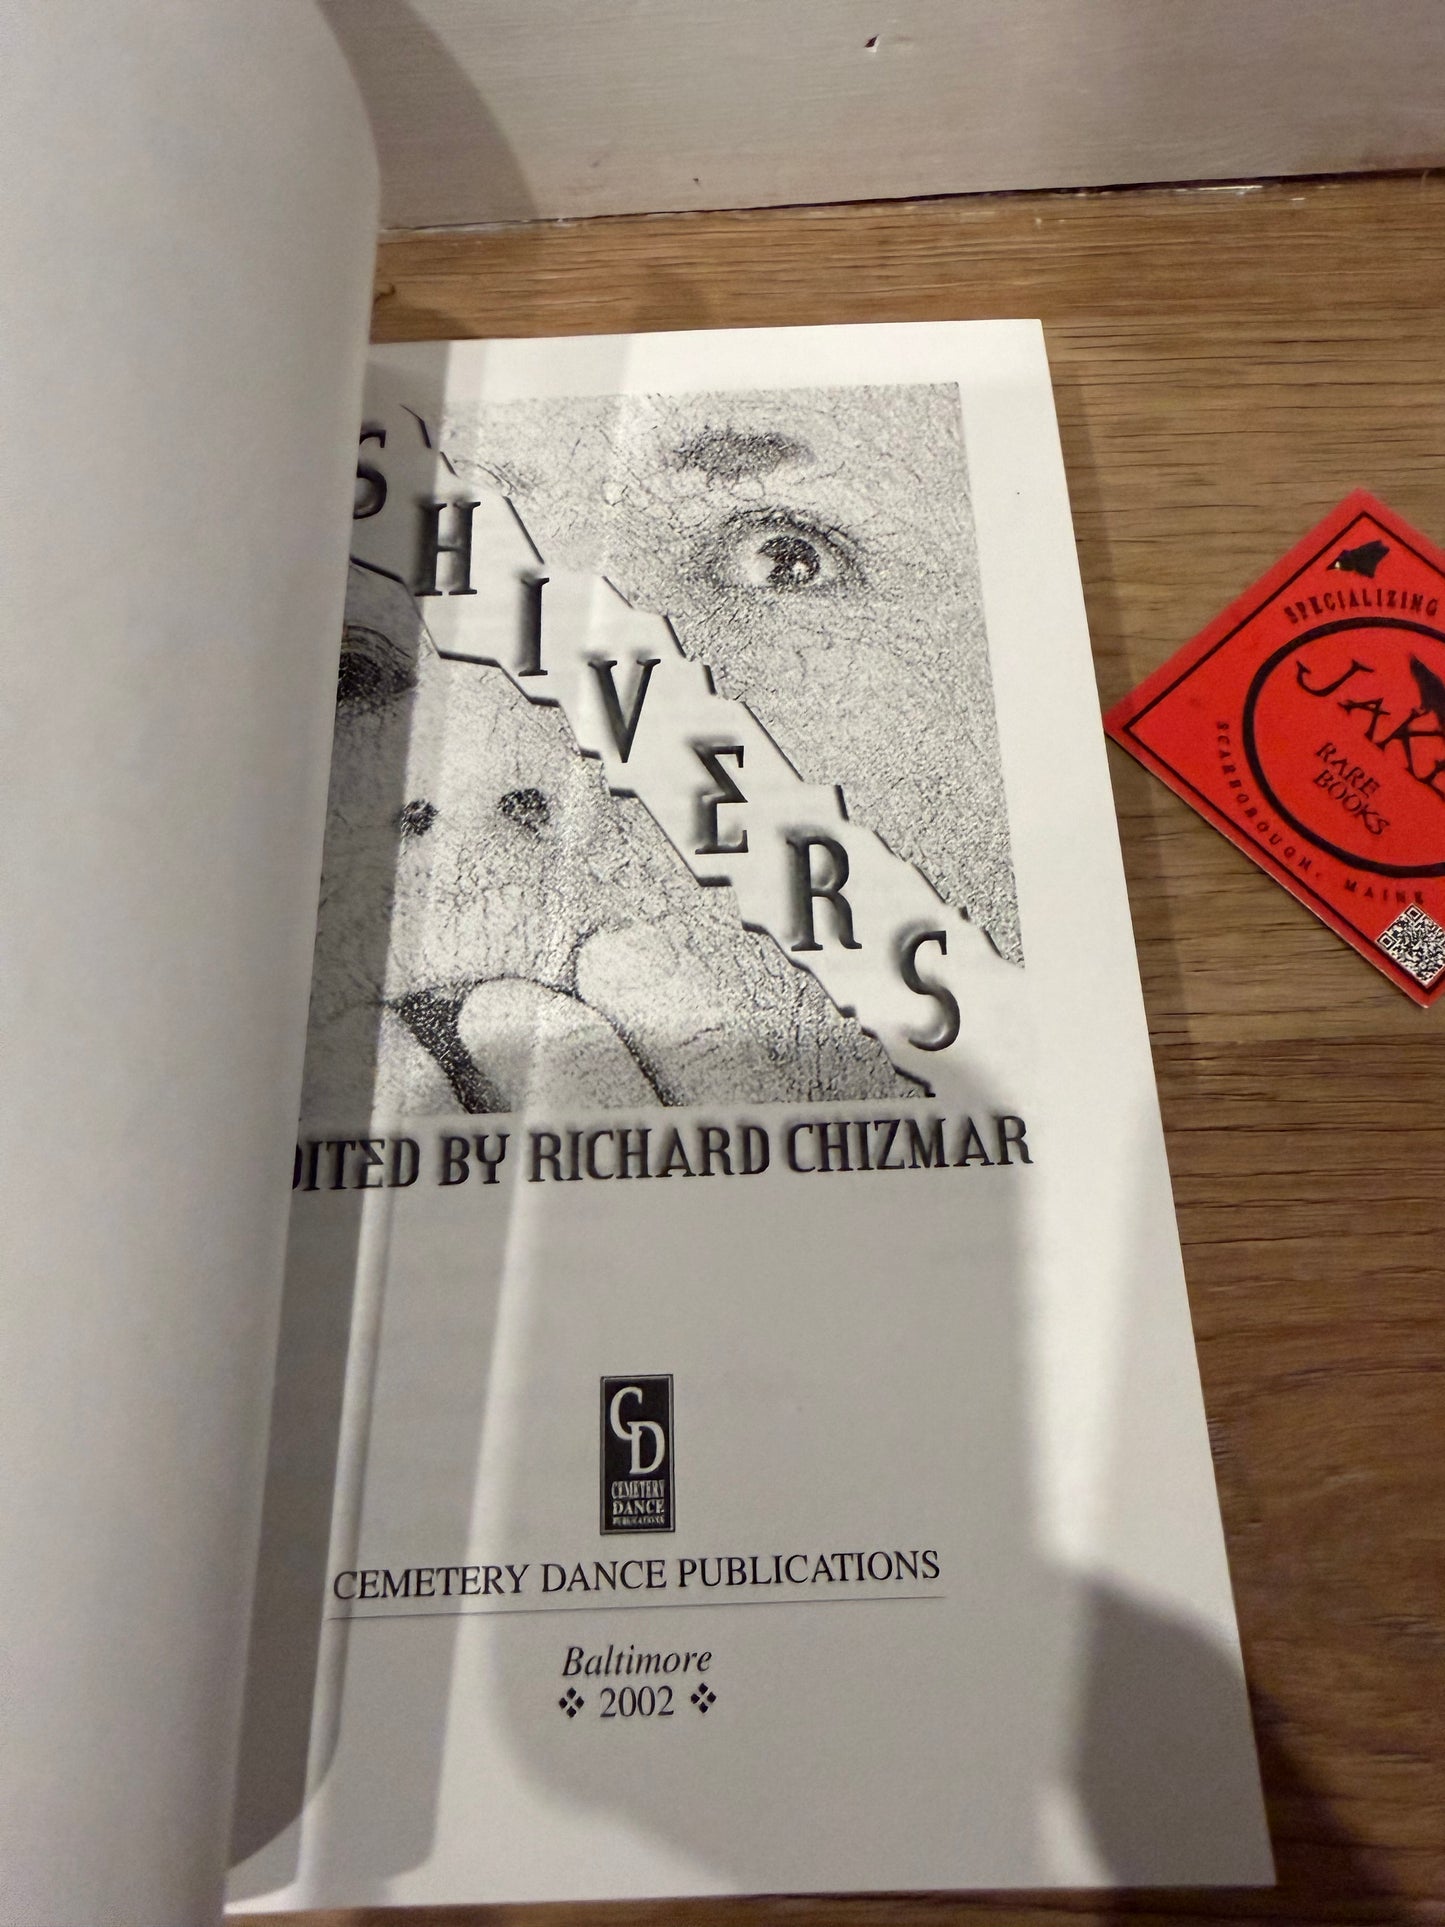 SHIVERS
DITED BY RICHARD CHIZMAR
CD
CEMETERY
DANCE
PUBLICATIONS
CEMETERY DANCE PUBLICATIONS
Baltimore
❖ 2002 ❖
SPECIALIZING
JAKE
RARE
BOOKS
SCARBOROUGH, MAINE